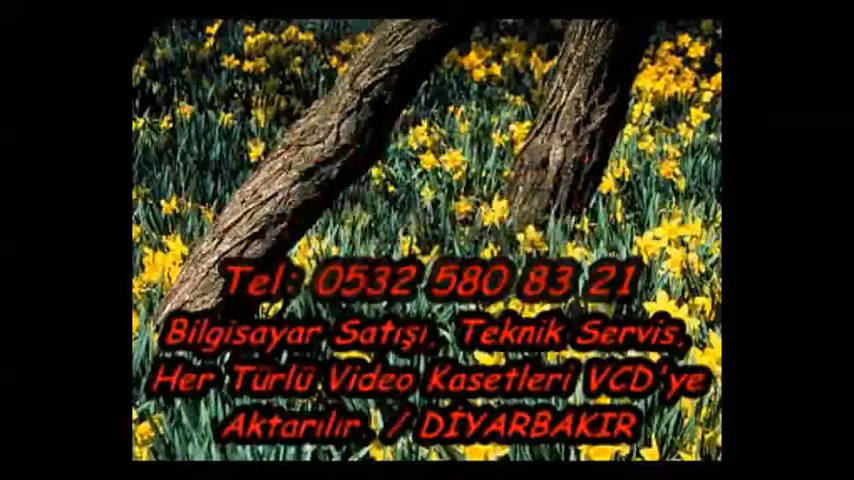 Tel: 0532 580 83 21
Bilgisayar Satışı, Teknik Servis,
Her Türlü Video Kasetleri VCD'ye
Aktarılır. / DİYARBAKIR